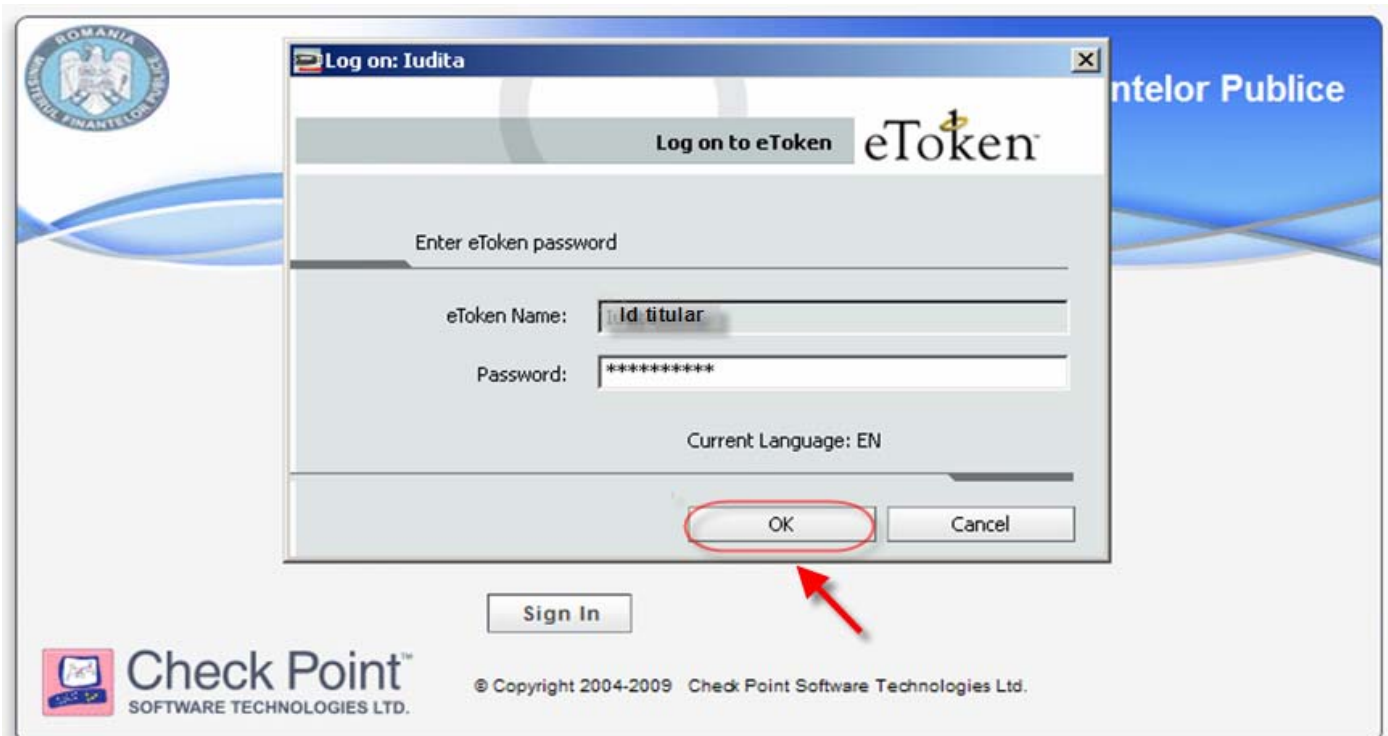 ROMANIA
MINISTERUL FINANTELOR PUBLICE
Log on: Iudita
ntelor Publice
Log on to eToken
eToken
Enter eToken password
eToken Name: Id titular
Password: **********
Current Language: EN
OK Cancel
Sign In
Check Point™
SOFTWARE TECHNOLOGIES LTD.
© Copyright 2004-2009 Check Point Software Technologies Ltd.